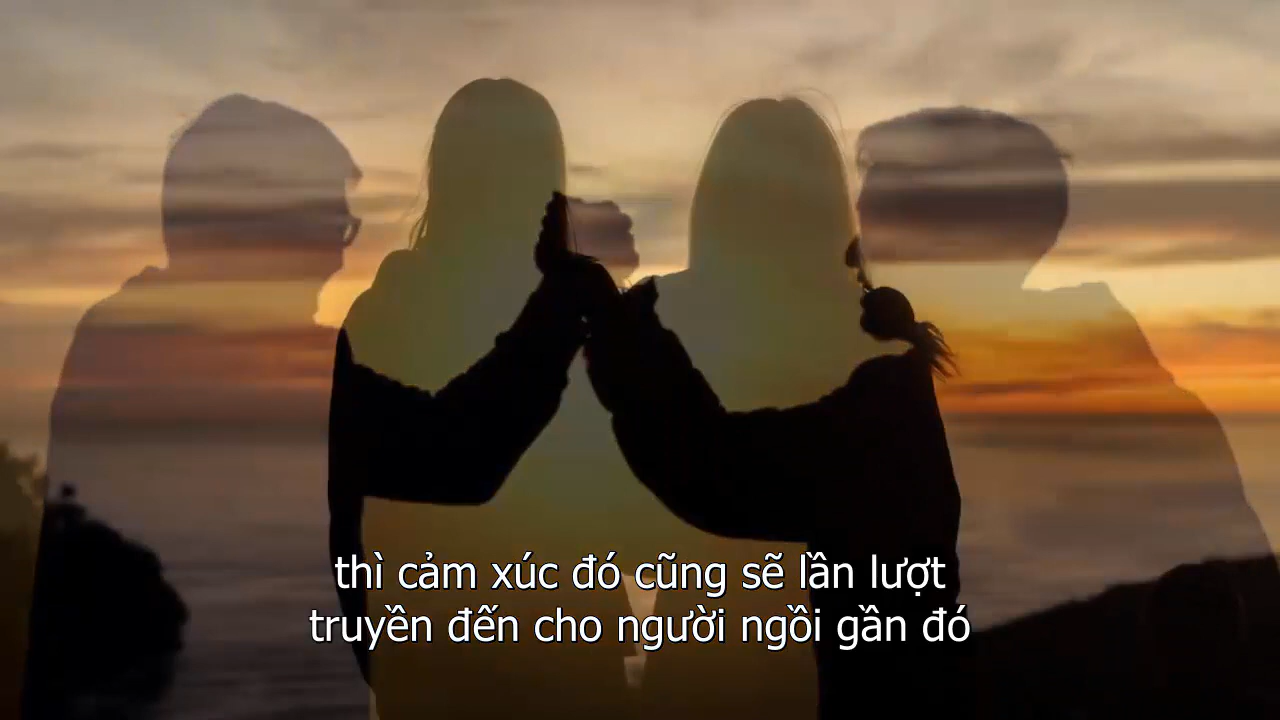 thì cảm xúc đó cũng sẽ lần lượt
truyền đến cho người ngồi gần đó